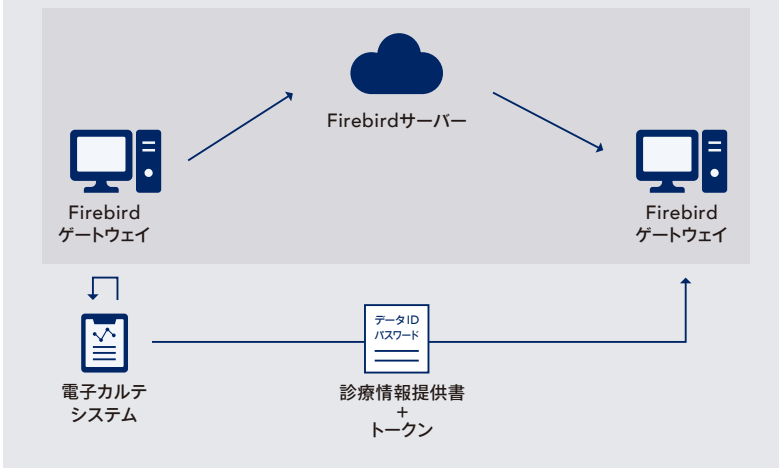 Firebirdサーバー
Firebird
ゲートウェイ
Firebird
ゲートウェイ
データID
パスワード
電子カルテ
システム
診療情報提供書
+
トークン